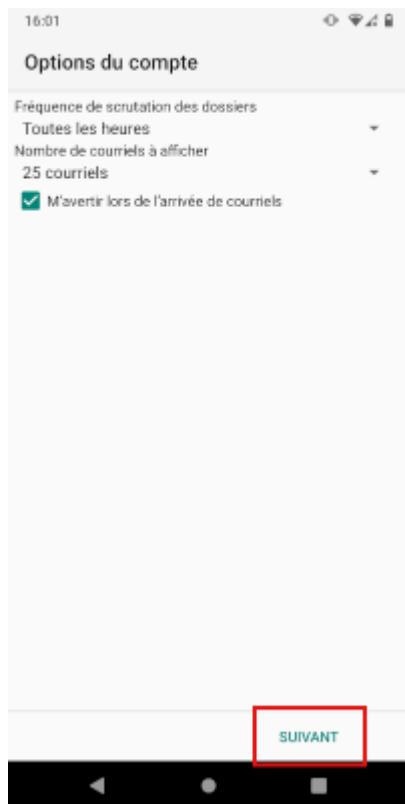 16:01
Options du compte
Fréquence de scrutation des dossiers
Toutes les heures
Nombre de courriels à afficher
25 courriels
M'avertir lors de l'arrivée de courriels
SUIVANT